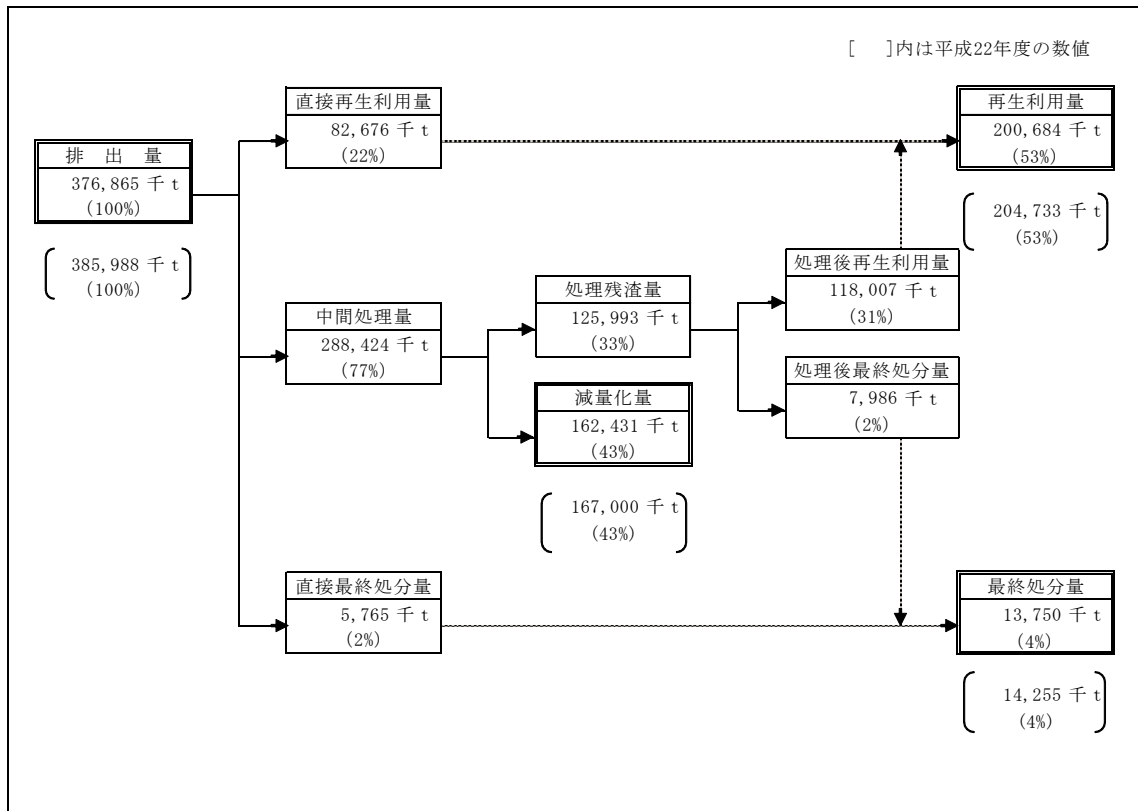 [　]内は平成22年度の数値
直接再生利用量
82,676 千 t
(22%)
再生利用量
200,684 千 t
(53%)
204,733 千 t
(53%)
排 出 量
376,865 千 t
(100%)
385,988 千 t
(100%)
中間処理量
288,424 千 t
(77%)
処理残渣量
125,993 千 t
(33%)
減量化量
162,431 千 t
(43%)
167,000 千 t
(43%)
処理後再生利用量
118,007 千 t
(31%)
処理後最終処分量
7,986 千 t
(2%)
直接最終処分量
5,765 千 t
(2%)
最終処分量
13,750 千 t
(4%)
14,255 千 t
(4%)